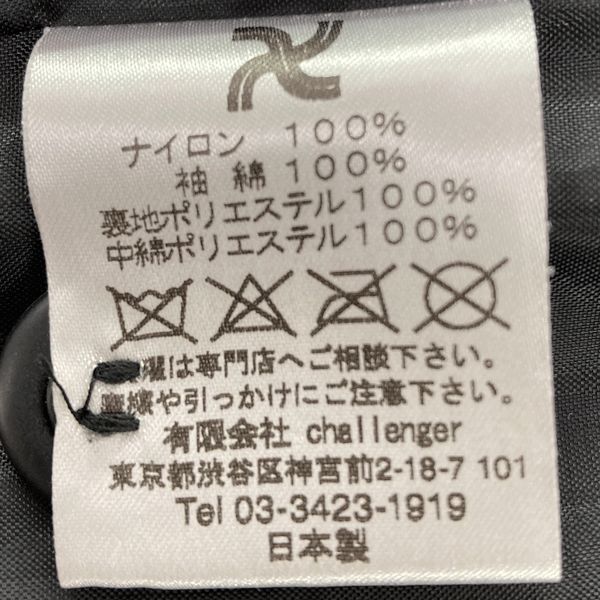 ナイロン 100%
袖 綿 100%
裏地ポリエステル100%
中綿ポリエステル100%
は専門店へご相談下さい。
や引っかけにご注意下さい。
有限会社 challenger
東京都渋谷区神宮前2-18-7 101
Tel 03-3423-1919
日本製